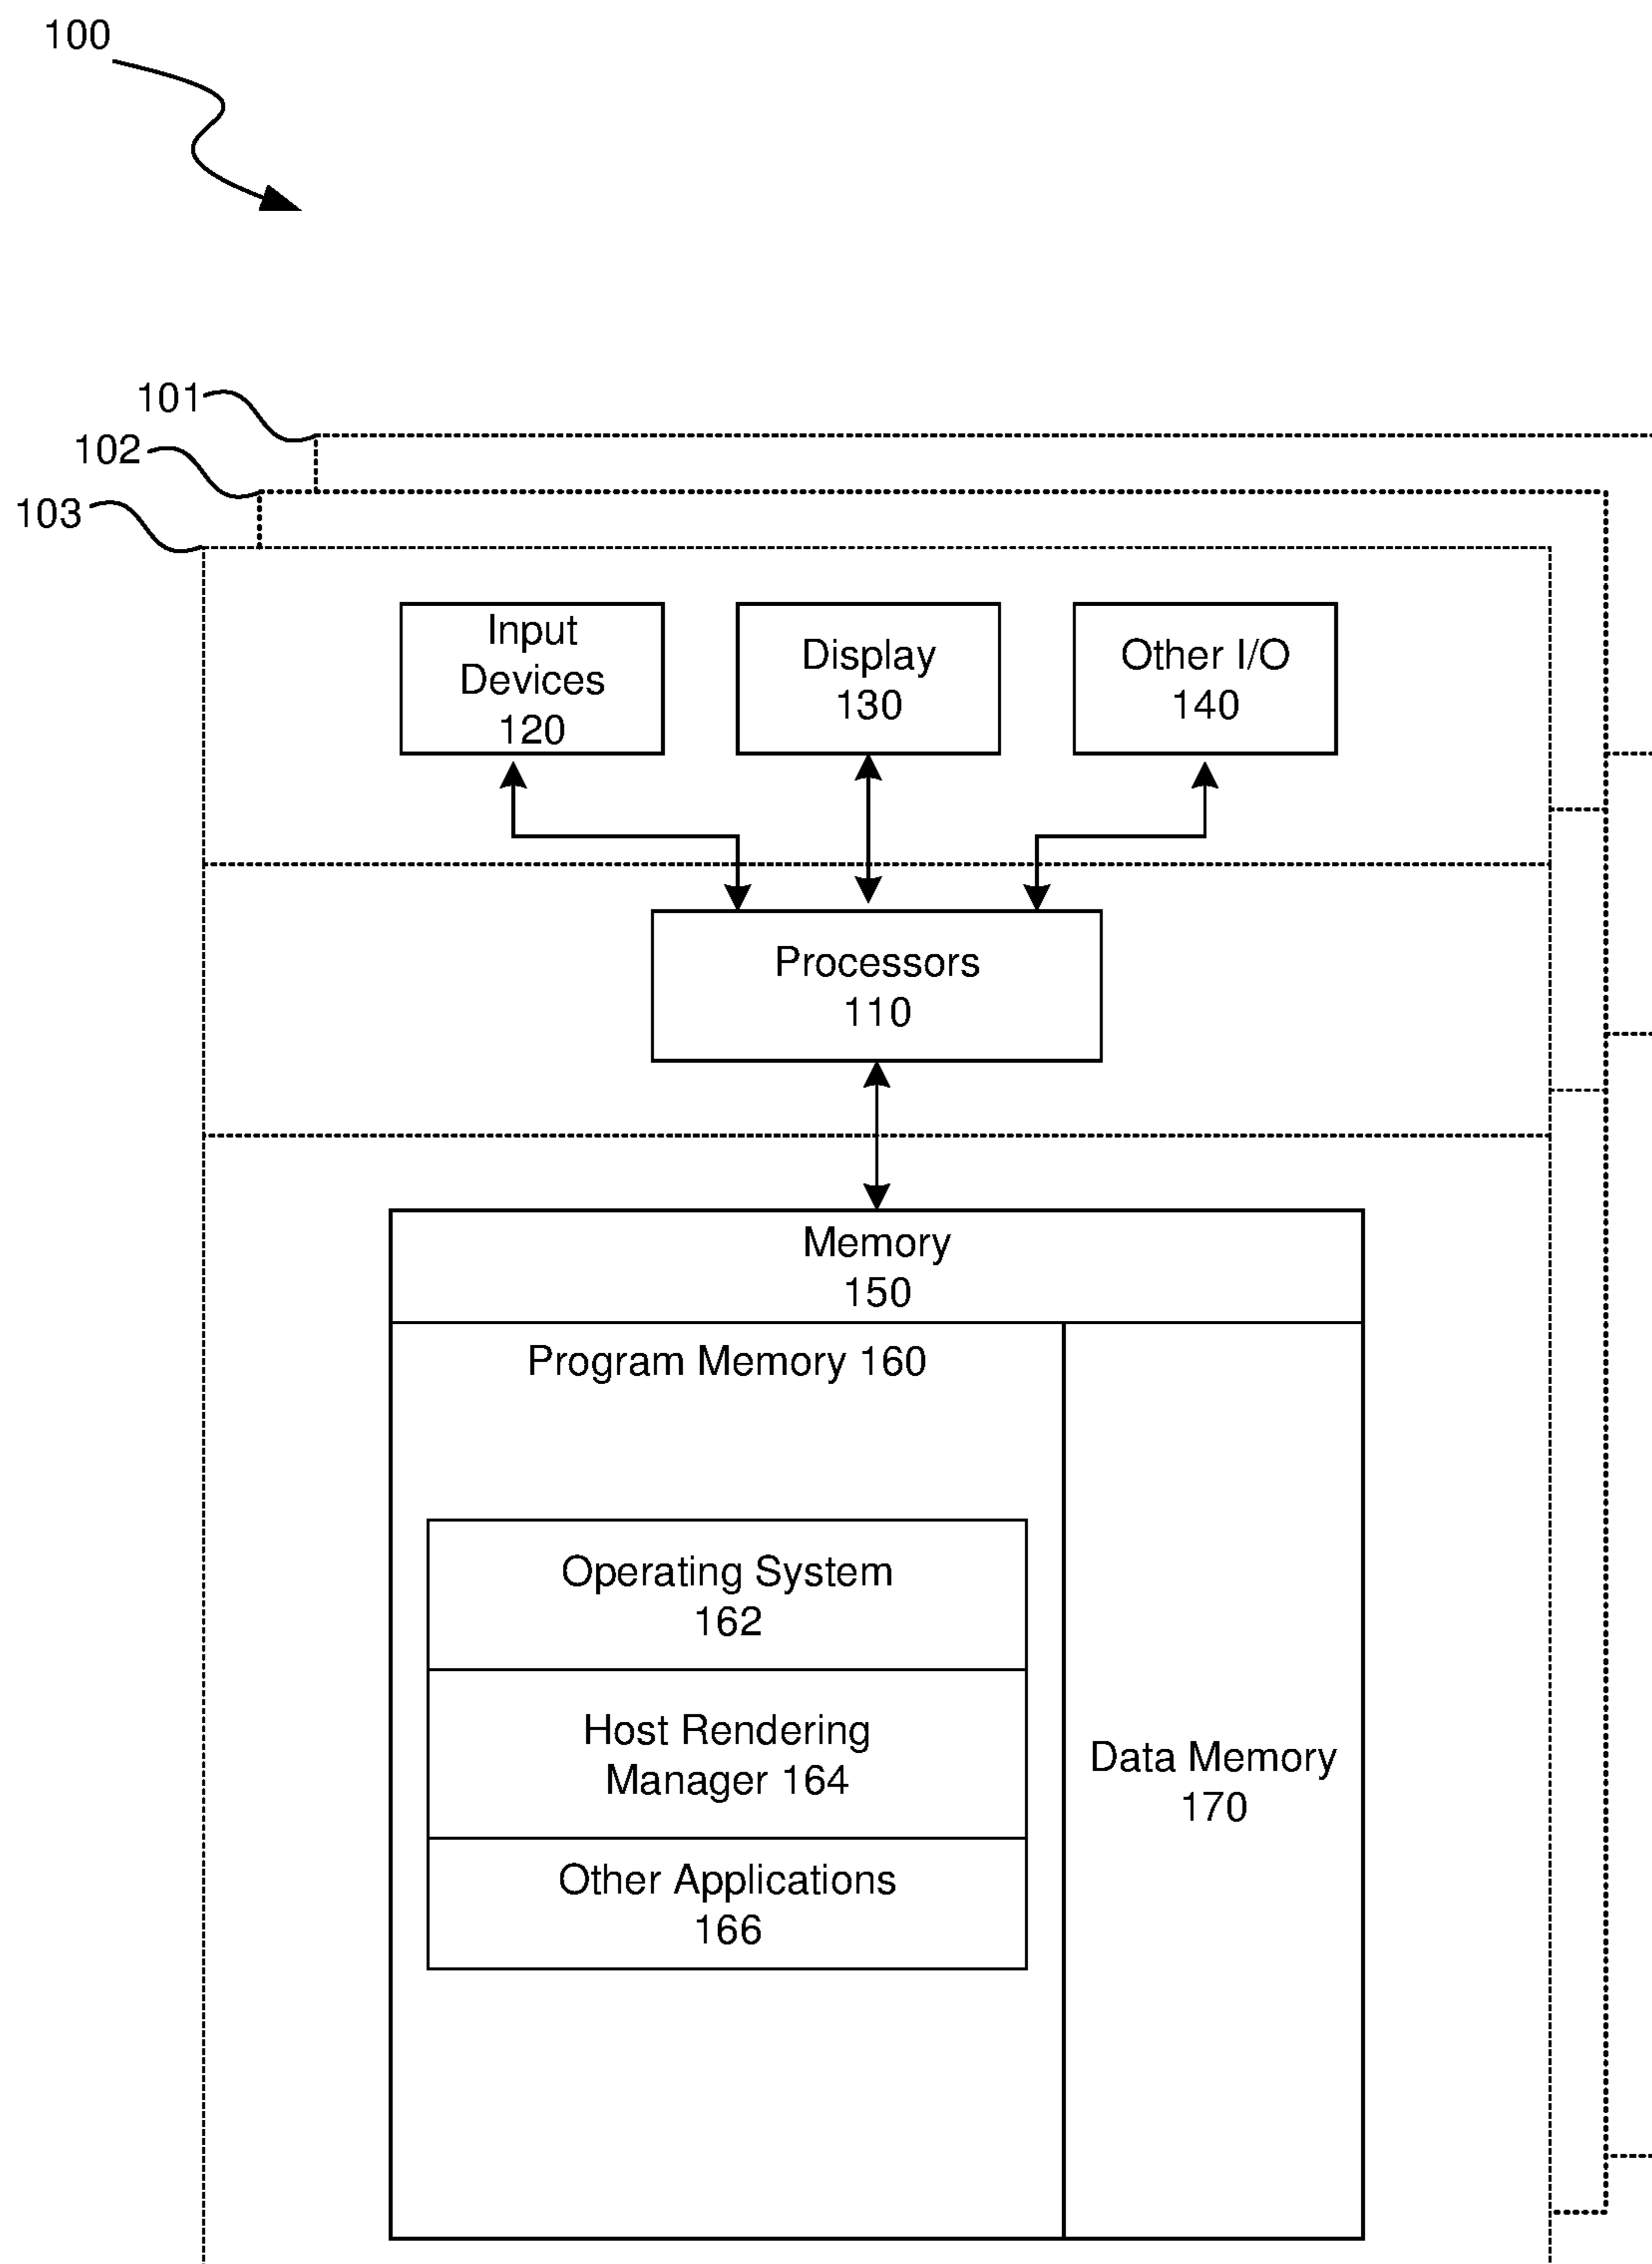 100
101
102
103
Input
Devices
120
Display
130
Other I/O
140
Processors
110
Memory
150
Program Memory 160
Operating System
162
Host Rendering
Manager 164
Other Applications
166
Data Memory
170